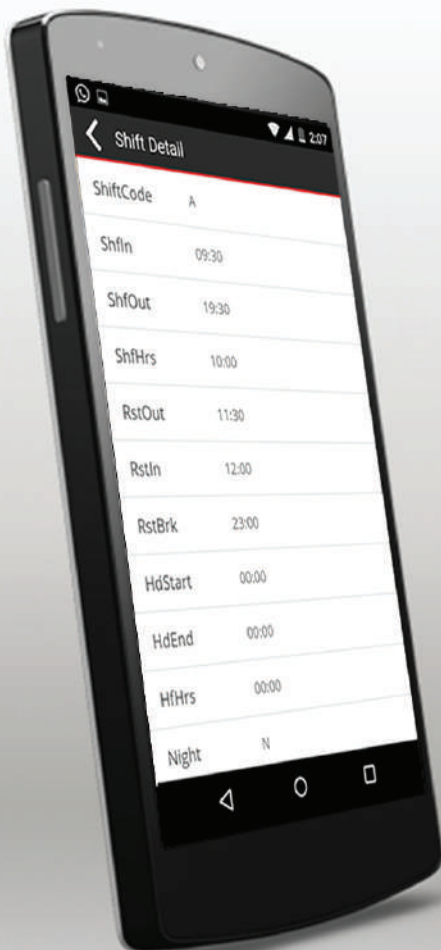 2:07
Shift Detail
ShiftCode A
ShfIn 09:30
ShfOut 19:30
ShfHrs 10:00
RstOut 11:30
RstIn 12:00
RstBrk 23:00
HdStart 00:00
HdEnd 00:00
HfHrs 00:00
Night N